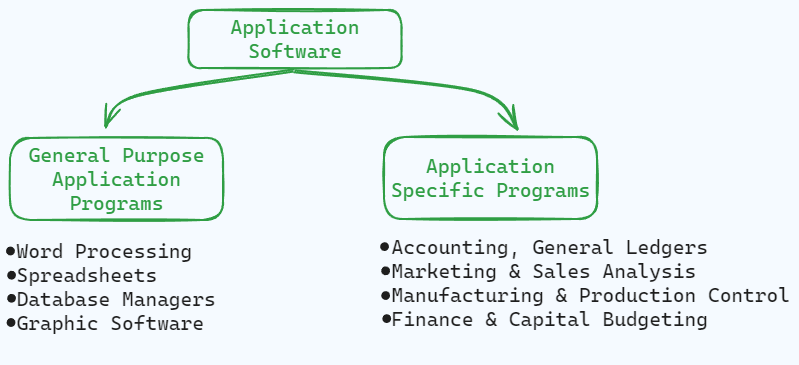 Application
Software
General Purpose
Application
Programs
●Word Processing
●Spreadsheets
●Database Managers
●Graphic Software
Application
Specific Programs
●Accounting, General Ledgers
●Marketing & Sales Analysis
●Manufacturing & Production Control
●Finance & Capital Budgeting